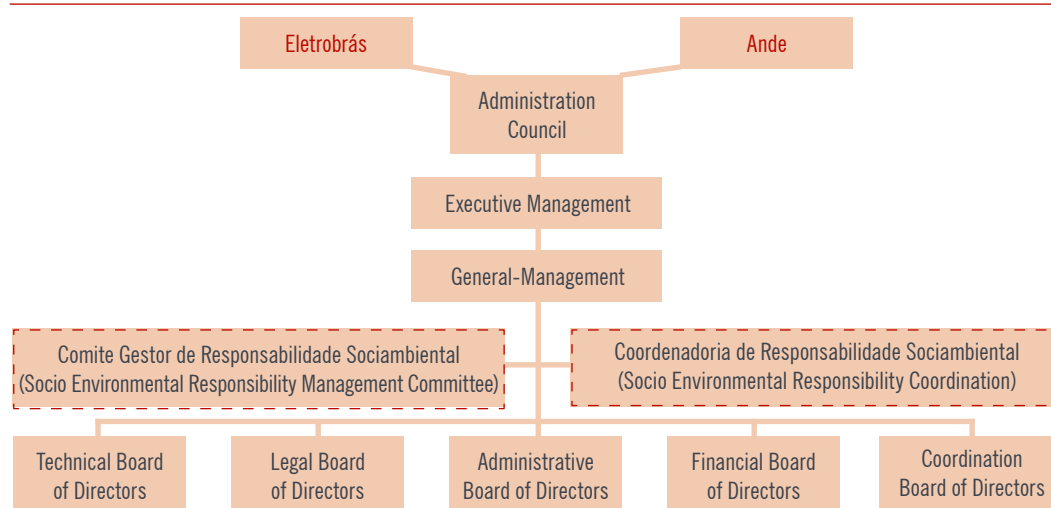 Eletrobrás
Ande
Administration
Council
Executive Management
General-Management
Comite Gestor de Responsabilidade Sociambiental
(Socio Environmental Responsibility Management Committee)
Coordenadoria de Responsabilidade Sociambiental
(Socio Environmental Responsibility Coordination)
Technical Board
of Directors
Legal Board
of Directors
Administrative
Board of Directors
Financial Board
of Directors
Coordination
Board of Directors